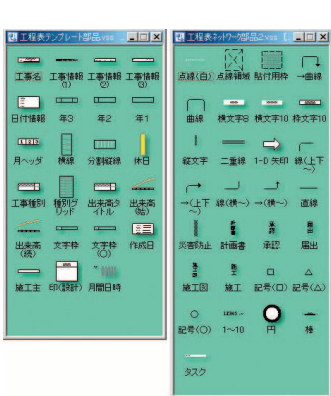 工程表テンプレート部品.vss
工事名 工事情報(1) 工事情報(2) 工事情報(3)
日付情報 年3 年2 年1
月ヘッダ 横線 分割縦線 休日
工事種別 種別グリッド 出来高タイトル 出来高(始)
出来高(続) 文字枠 文字枠(○) 作成日
施工主 印(設計) 月間日時
工程表ネットワーク部品-2.vss
点線(白) 点線領域 貼付用枠 →曲線
曲線 横文字8 横文字10 枠文字10
縦文字 二重線 1-D 矢印 線(上下~)
→(上下~) 線(横~) →(横~) 直線
災害防止 計画書 承認 届出
施工図 施工 記号(□) 記号(△)
記号(○) 1~10 円 棒
タスク